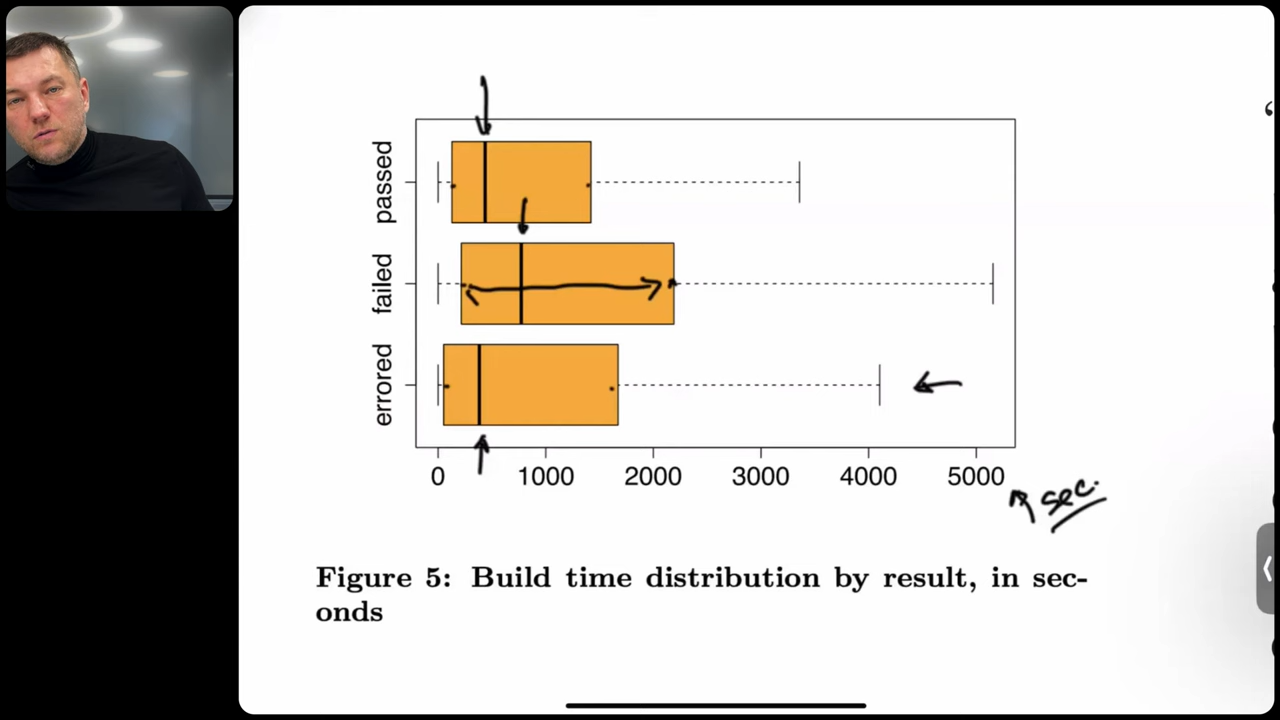 passed
failed
errored
0 1000 2000 3000 4000 5000
sec.
Figure 5: Build time distribution by result, in sec-
onds